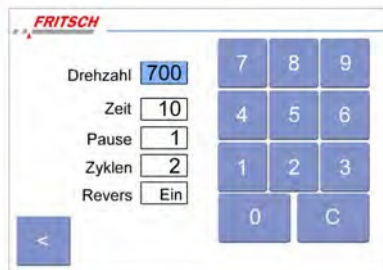 FRITSCH
Drehzahl 700
Zeit 10
Pause 1
Zyklen 2
Revers Ein
7 8 9
4 5 6
1 2 3
0 C
<